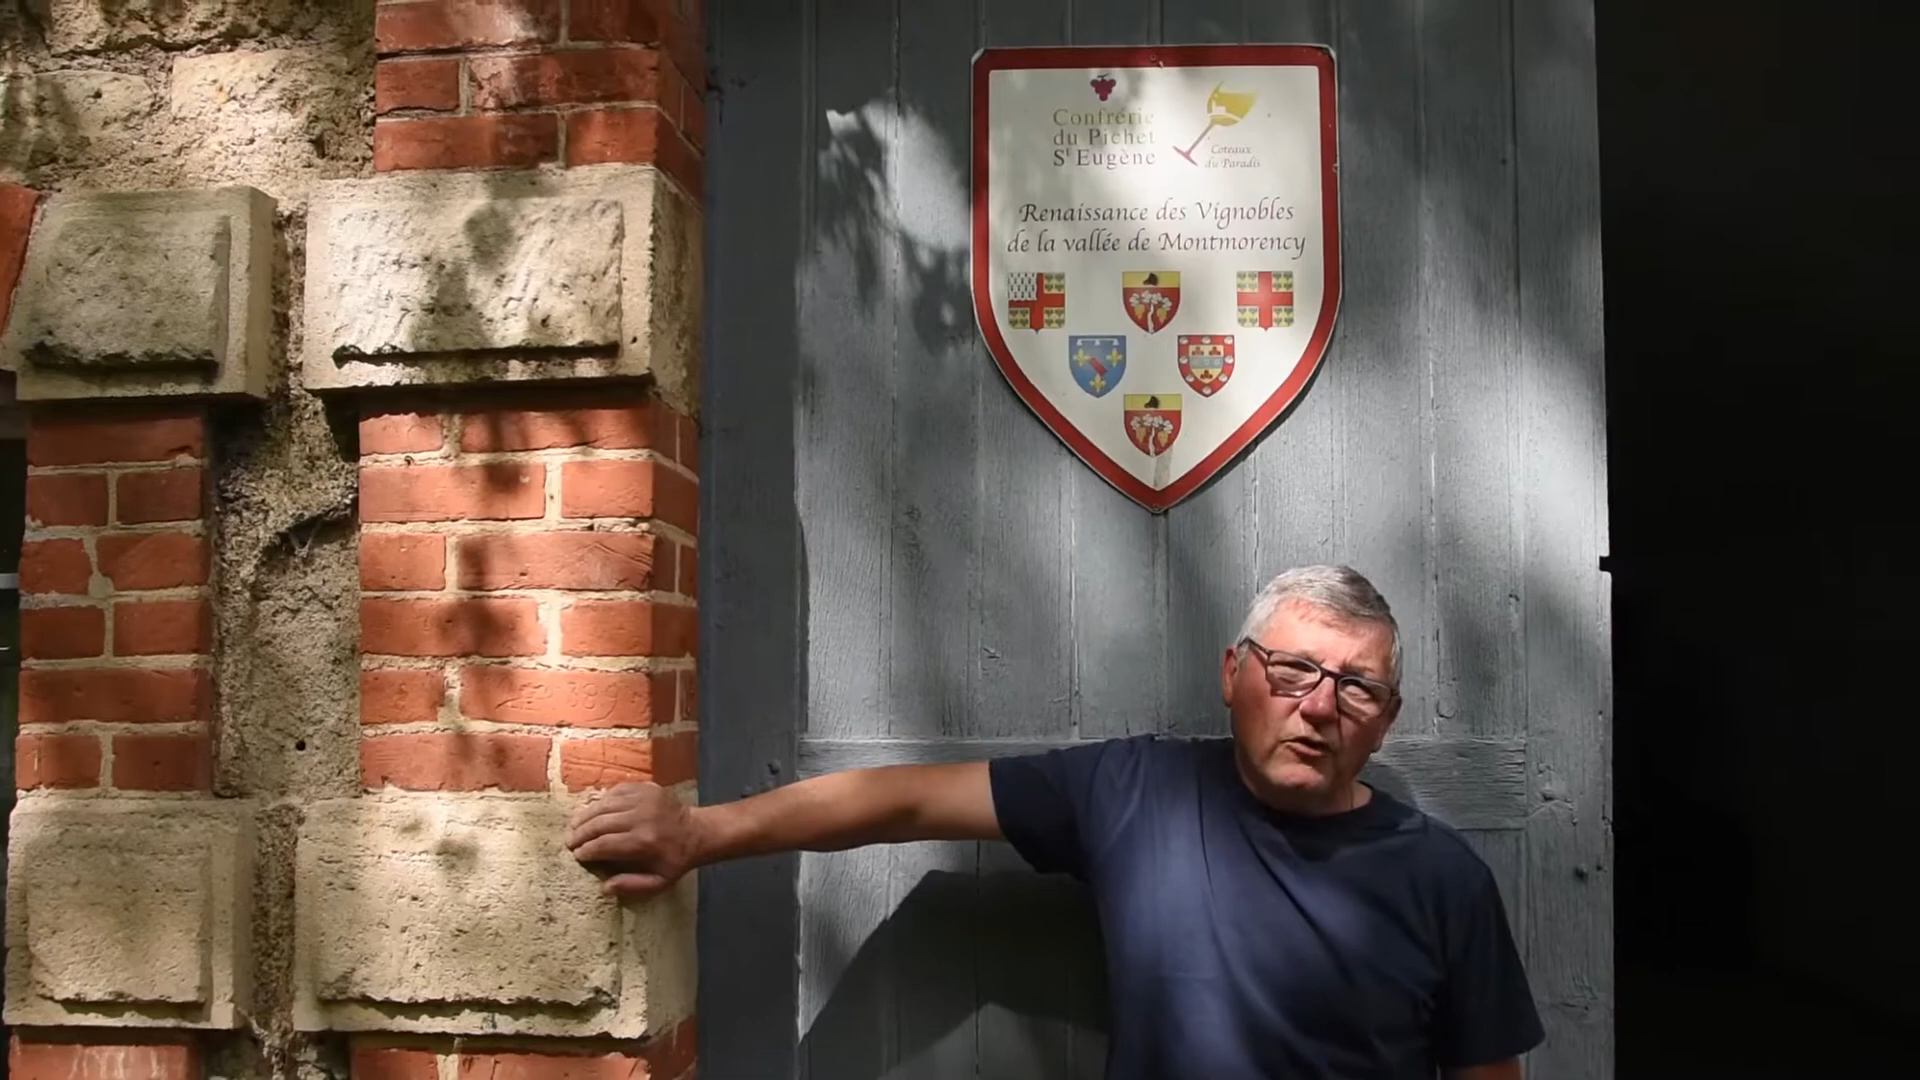 Confrérie
du Pichet
St Eugène
Coteaux
du Paradis
Renaissance des Vignobles
de la vallée de Montmorency